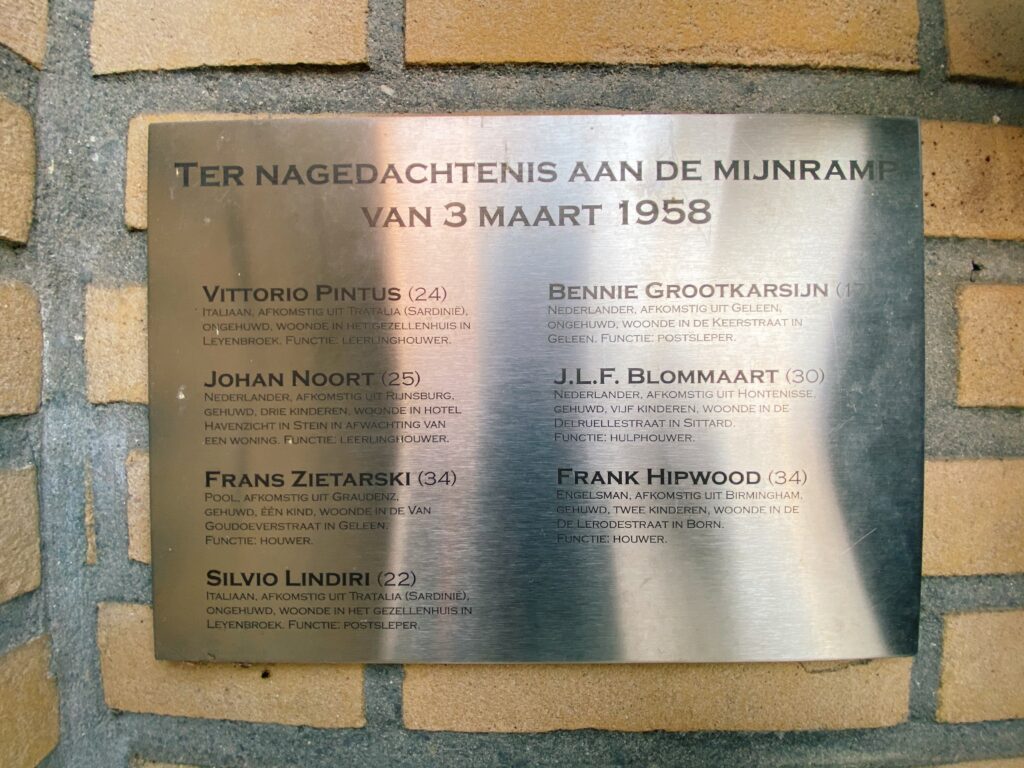 Ter nagedachtenis aan de mijnramp
van 3 maart 1958
Vittorio Pintus (24)
Italiaan, afkomstig uit Tratalia (Sardinië),
ongehuwd, woonde in het gezellenhuis in
Leyenbroek. Functie: leerlinghouwer.
Johan Noort (25)
Nederlander, afkomstig uit Rijnsburg,
gehuwd, drie kinderen, woonde in hotel
Havenzicht in Stein in afwachting van
een woning. Functie: leerlinghouwer.
Frans Zietarski (34)
Pool, afkomstig uit Graudenz,
gehuwd, één kind, woonde in de Van
Goudoeverstraat in Geleen.
Functie: houwer.
Silvio Lindiri (22)
Italiaan, afkomstig uit Tratalia (Sardinië),
ongehuwd, woonde in het gezellenhuis in
Leyenbroek. Functie: postsleper.
Bennie Grootkarsijn (17)
Nederlander, afkomstig uit Geleen,
ongehuwd, woonde in de Keerstraat in
Geleen. Functie: postsleper.
J.L.F. Blommaart (30)
Nederlander, afkomstig uit Hontenisse,
gehuwd, vijf kinderen, woonde in de
Delruellestraat in Sittard.
Functie: hulphouwer.
Frank Hipwood (34)
Engelsman, afkomstig uit Birmingham,
gehuwd, twee kinderen, woonde in de
De Lerodestraat in Born.
Functie: houwer.